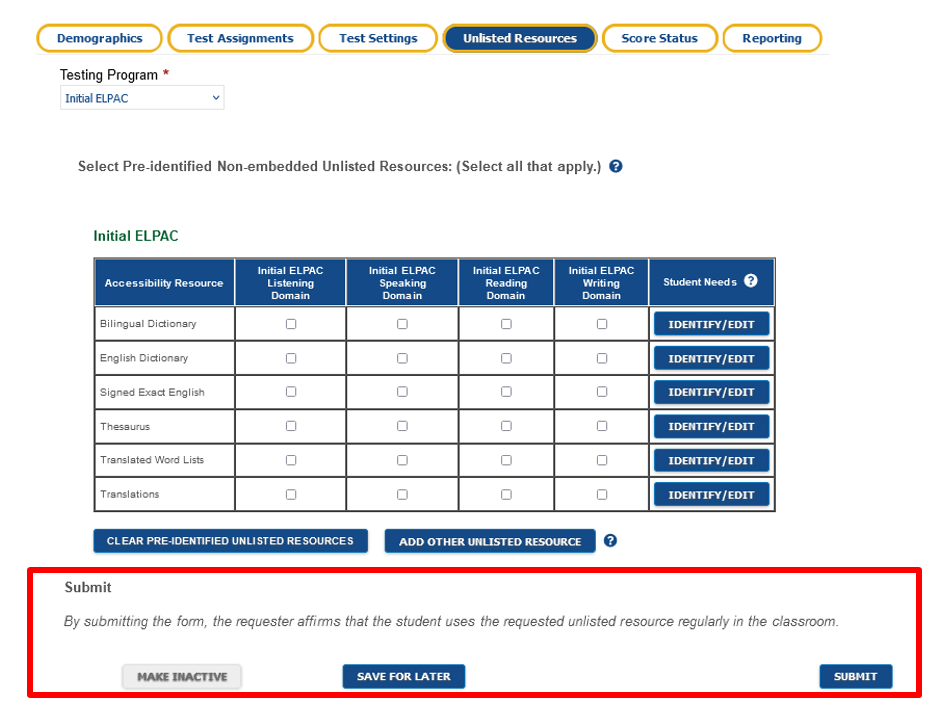 Demographics Test Assignments Test Settings Unlisted Resources Score Status Reporting
Testing Program *
Initial ELPAC
Select Pre-identified Non-embedded Unlisted Resources: (Select all that apply.) ?
Initial ELPAC
Accessibility Resource Initial ELPAC Listening Domain Initial ELPAC Speaking Domain Initial ELPAC Reading Domain Initial ELPAC Writing Domain Student Needs ?
Bilingual Dictionary IDENTIFY/EDIT
English Dictionary IDENTIFY/EDIT
Signed Exact English IDENTIFY/EDIT
Thesaurus IDENTIFY/EDIT
Translated Word Lists IDENTIFY/EDIT
Translations IDENTIFY/EDIT
CLEAR PRE-IDENTIFIED UNLISTED RESOURCES ADD OTHER UNLISTED RESOURCE ?
Submit
By submitting the form, the requester affirms that the student uses the requested unlisted resource regularly in the classroom.
MAKE INACTIVE SAVE FOR LATER SUBMIT